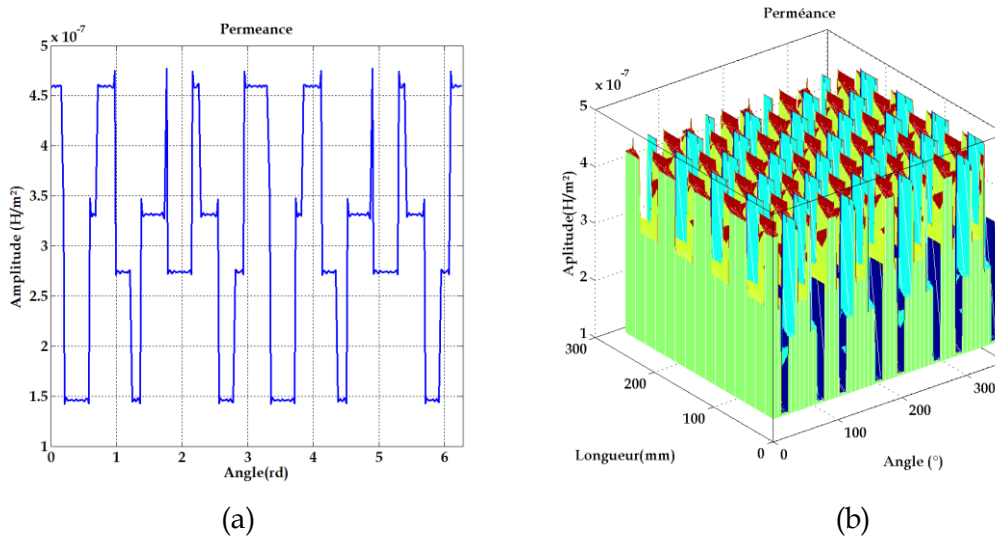 Permeance
x 10⁻⁷
5
4.5
4
3.5
3
2.5
2
1.5
1
Amplitude (H/m²)
0 1 2 3 4 5 6
Angle(rd)
(a)
Perméance
x 10⁻⁷
5
4
3
2
1
Aplitude(H/m²)
300
200
100
0
Longueur(mm)
0
100
200
300
Angle (°)
(b)